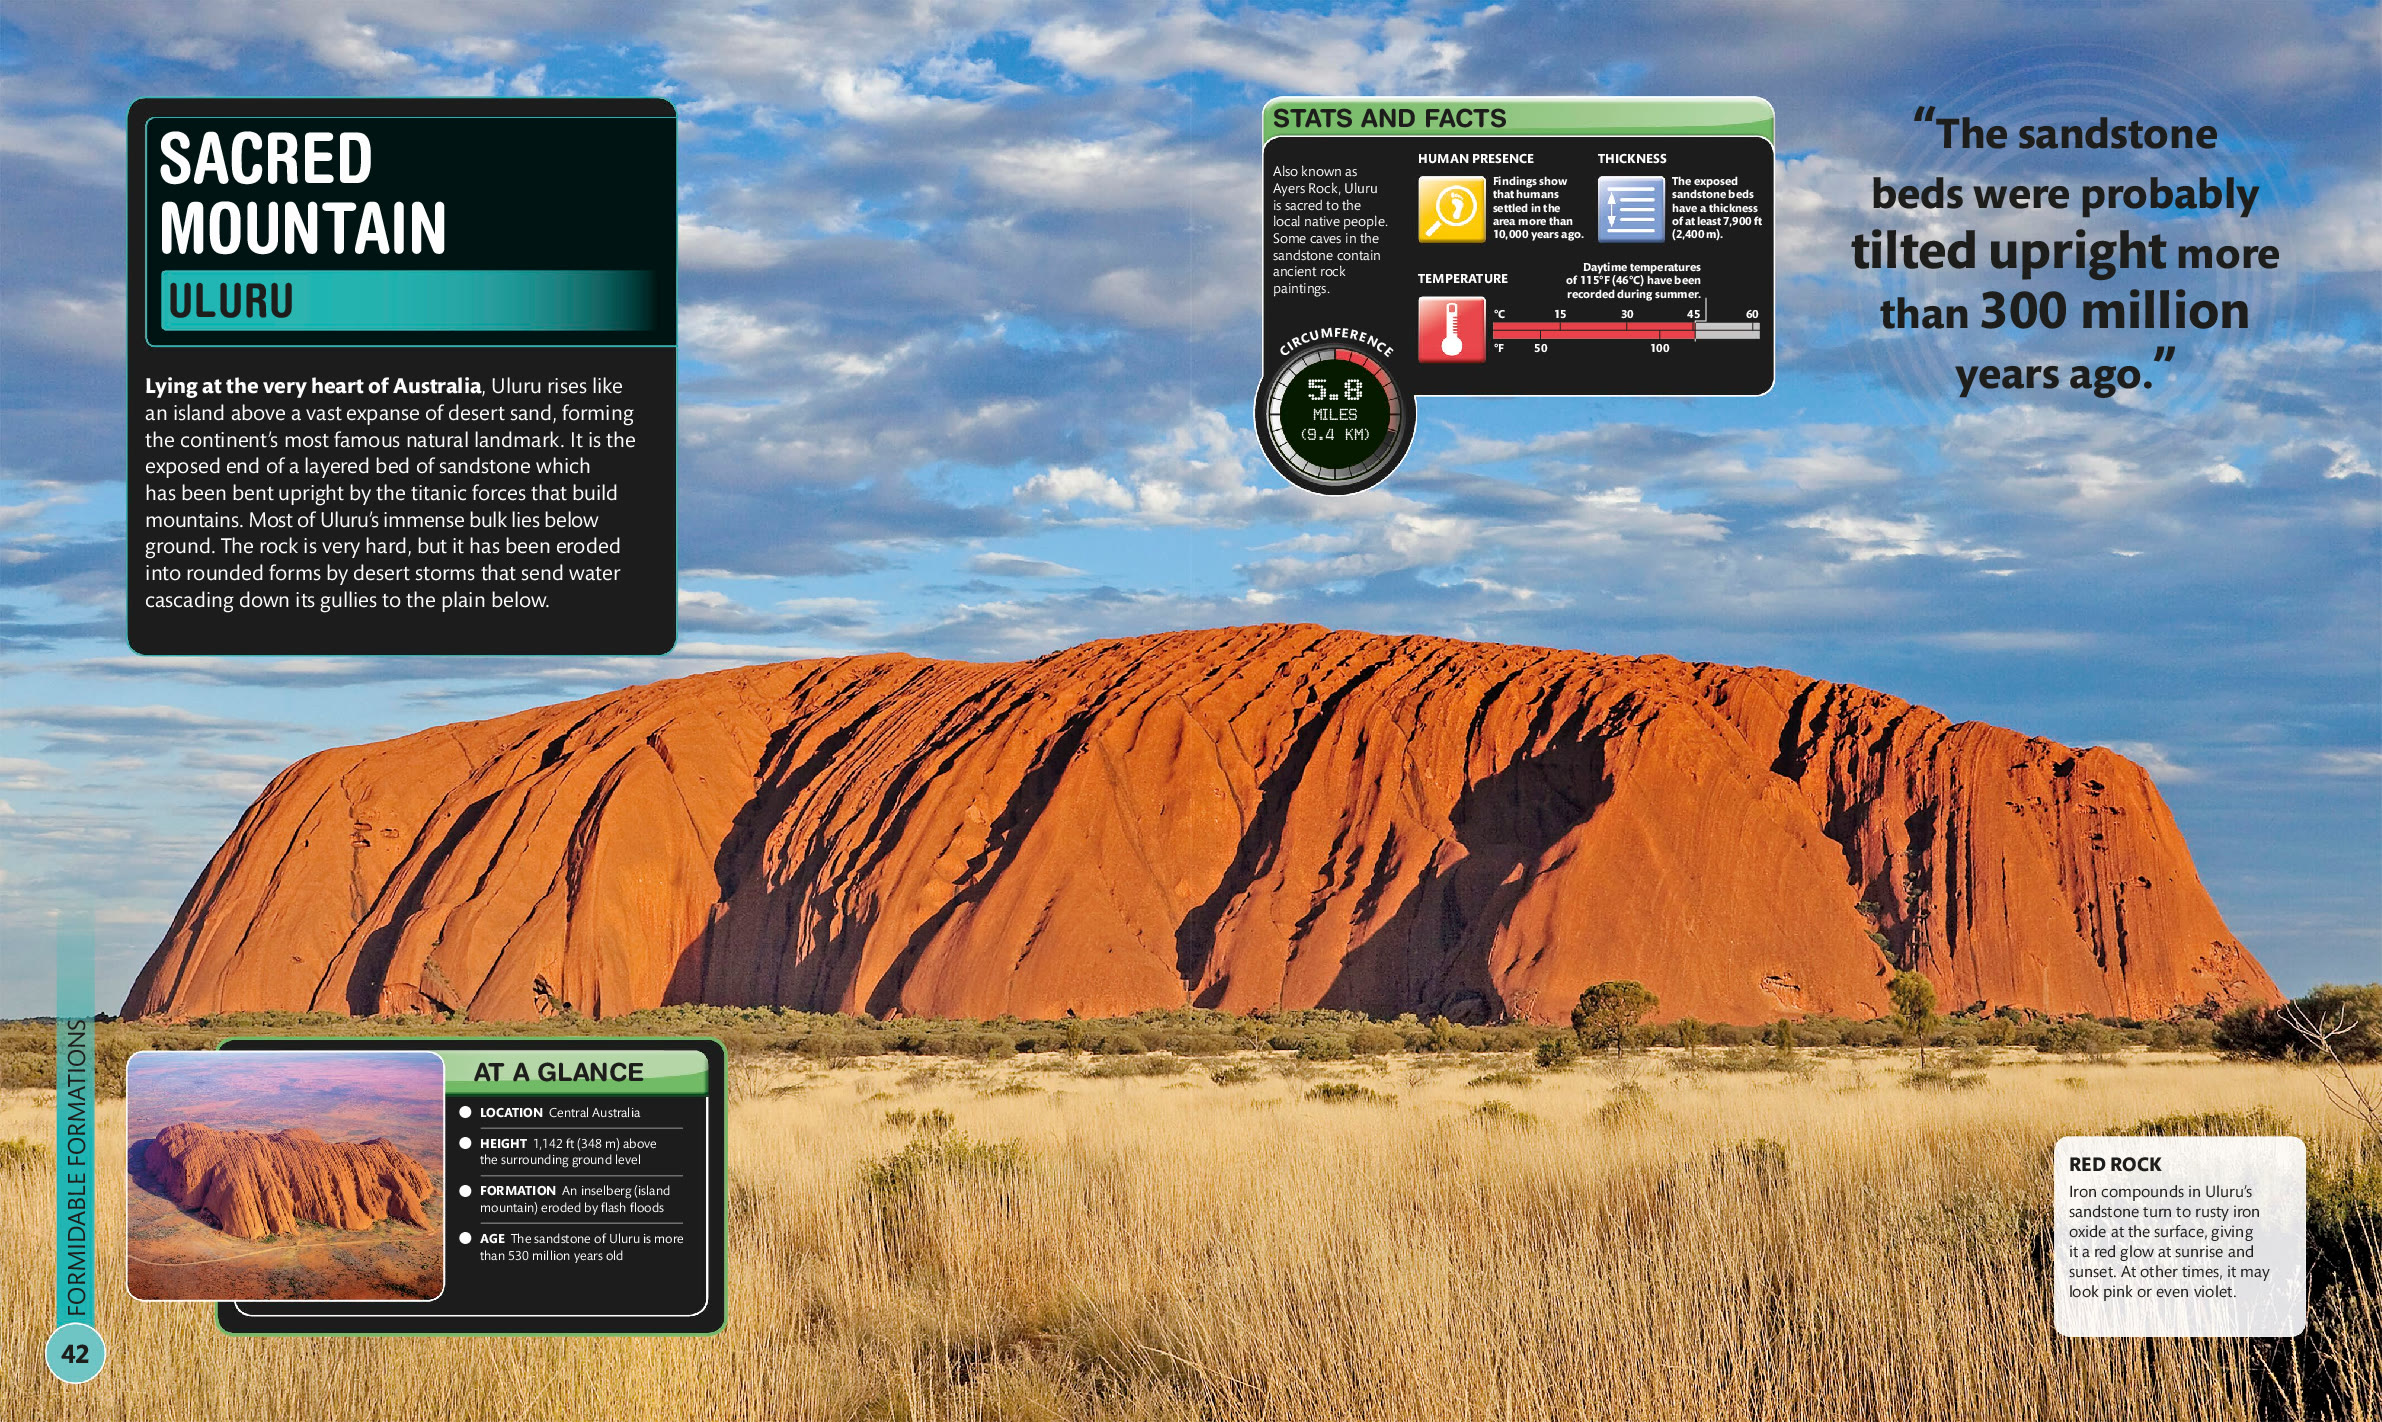 SACRED
MOUNTAIN
ULURU
Lying at the very heart of Australia, Uluru rises like
an island above a vast expanse of desert sand, forming
the continent's most famous natural landmark. It is the
exposed end of a layered bed of sandstone which
has been bent upright by the titanic forces that build
mountains. Most of Uluru's immense bulk lies below
ground. The rock is very hard, but it has been eroded
into rounded forms by desert storms that send water
cascading down its gullies to the plain below.
STATS AND FACTS
Also known as
Ayers Rock, Uluru
is sacred to the
local native people.
Some caves in the
sandstone contain
ancient rock
paintings.
CIRCUMFERENCE
5.8
MILES
(9.4 KM)
HUMAN PRESENCE
Findings show
that humans
settled in the
area more than
10,000 years ago.
THICKNESS
The exposed
sandstone beds
have a thickness
of at least 7,900 ft
(2,400 m).
TEMPERATURE
Daytime temperatures
of 115°F (46°C) have been
recorded during summer.
°C 15 30 45 60
°F 50 100
“The sandstone
beds were probably
tilted upright more
than 300 million
years ago.”
AT A GLANCE
LOCATION Central Australia
HEIGHT 1,142 ft (348 m) above
the surrounding ground level
FORMATION An inselberg (island
mountain) eroded by flash floods
AGE The sandstone of Uluru is more
than 530 million years old
RED ROCK
Iron compounds in Uluru's
sandstone turn to rusty iron
oxide at the surface, giving
it a red glow at sunrise and
sunset. At other times, it may
look pink or even violet.
FORMIDABLE FORMATIONS
42